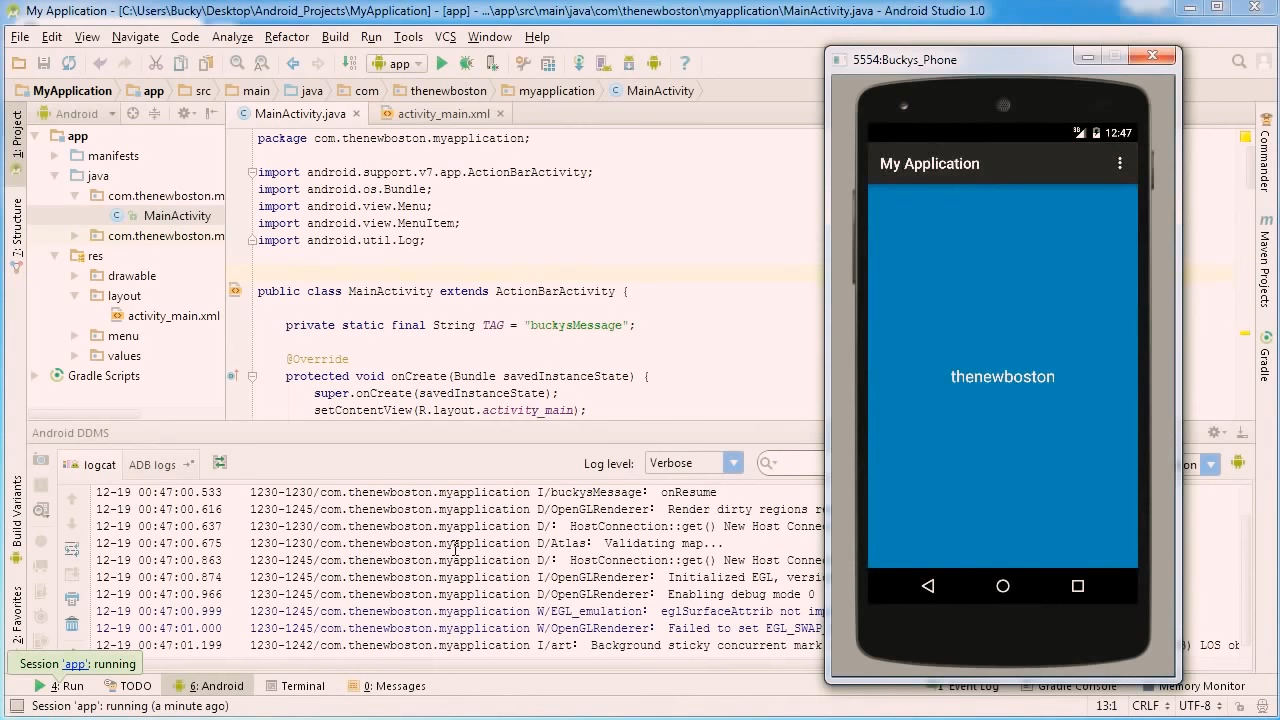 My Application - [C:\Users\Bucky\Desktop\Android_Projects\MyApplication] - [app] - ...\app\src\main\java\com\thenewboston\myapplication\MainActivity.java - Android Studio 1.0
File Edit View Navigate Code Analyze Refactor Build Run Tools VCS Window Help
app
MyApplication app src main java com thenewboston myapplication MainActivity
Android
MainActivity.java
activity_main.xml
1: Project
7: Structure
Build Variants
2: Favorites
app
manifests
java
com.thenewboston.m
MainActivity
com.thenewboston.m
res
drawable
layout
activity_main.xml
menu
values
Gradle Scripts
package com.thenewboston.myapplication;
import android.support.v7.app.ActionBarActivity;
import android.os.Bundle;
import android.view.Menu;
import android.view.MenuItem;
import android.util.Log;
public class MainActivity extends ActionBarActivity {
private static final String TAG = "buckysMessage";
@Override
protected void onCreate(Bundle savedInstanceState) {
super.onCreate(savedInstanceState);
setContentView(R.layout.activity_main);
5554:Buckys_Phone
3G 12:47
My Application
thenewboston
Commander
Maven Projects
Gradle
Android DDMS
logcat
ADB logs
Log level: Verbose
on
12-19 00:47:00.533 1230-1230/com.thenewboston.myapplication I/buckysMessage: onResume
12-19 00:47:00.616 1230-1245/com.thenewboston.myapplication D/OpenGLRenderer: Render dirty regions re
12-19 00:47:00.637 1230-1230/com.thenewboston.myapplication D/: HostConnection::get() New Host Conne
12-19 00:47:00.675 1230-1230/com.thenewboston.myapplication D/Atlas: Validating map...
12-19 00:47:00.863 1230-1245/com.thenewboston.myapplication D/: HostConnection::get() New Host Conne
12-19 00:47:00.874 1230-1245/com.thenewboston.myapplication I/OpenGLRenderer: Initialized EGL, versio
12-19 00:47:00.966 1230-1245/com.thenewboston.myapplication D/OpenGLRenderer: Enabling debug mode 0
12-19 00:47:00.999 1230-1245/com.thenewboston.myapplication W/EGL_emulation: eglSurfaceAttrib not imp
12-19 00:47:01.000 1230-1245/com.thenewboston.myapplication W/OpenGLRenderer: Failed to set EGL_SWAP_
12-19 00:47:01.199 1230-1242/com.thenewboston.myapplication I/art: Background sticky concurrent mark
) LOS ok
Session 'app': running
4: Run TODO 6: Android Terminal 0: Messages
1 Event Log Gradle Console Memory Monitor
Session 'app': running (a minute ago)
13:1 CRLF UTF-8